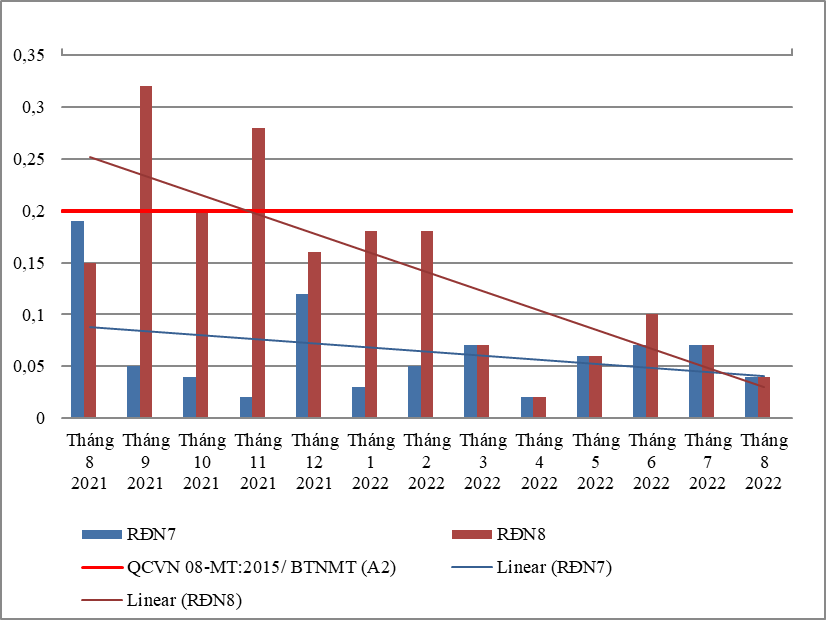 0,35
0,3
0,25
0,2
0,15
0,1
0,05
0
Tháng Tháng Tháng Tháng Tháng Tháng Tháng Tháng Tháng Tháng Tháng Tháng Tháng
8 9 10 11 12 1 2 3 4 5 6 7 8
2021 2021 2021 2021 2021 2022 2022 2022 2022 2022 2022 2022 2022
RĐN7 RĐN8
QCVN 08-MT:2015/ BTNMT (A2) Linear (RĐN7)
Linear (RĐN8)